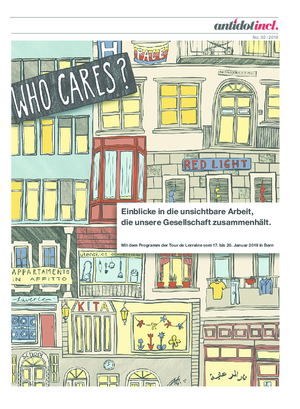 antidotincl.
No. 30 | 2019
H
PALA
WHO CARES?
RED LIGHT
Einblicke in die unsichtbare Arbeit,
die unsere Gesellschaft zusammenhält.
Mit dem Programm der Tour de Lorraine vom 17. bis 20. Januar 2019 in Bern
APPARTAMENTO
IN AFFITTO
KITA